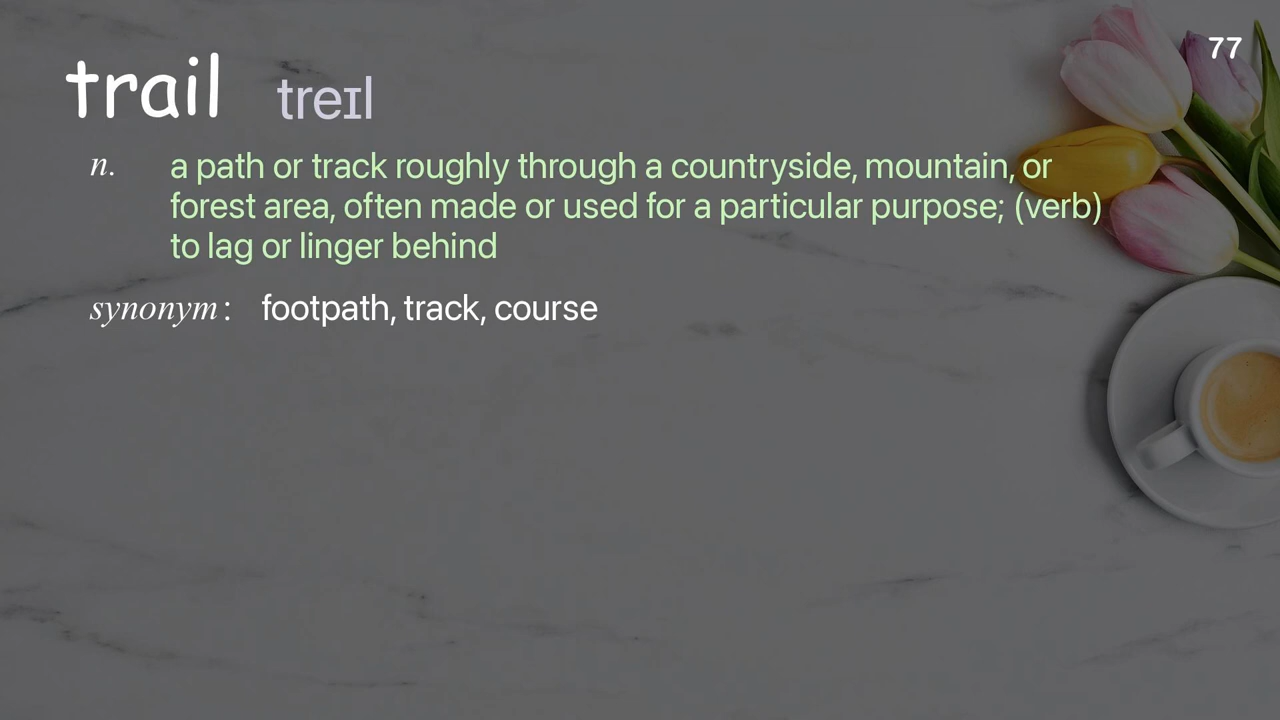 77
trail treɪl
n. a path or track roughly through a countryside, mountain, or
forest area, often made or used for a particular purpose; (verb)
to lag or linger behind
synonym: footpath, track, course